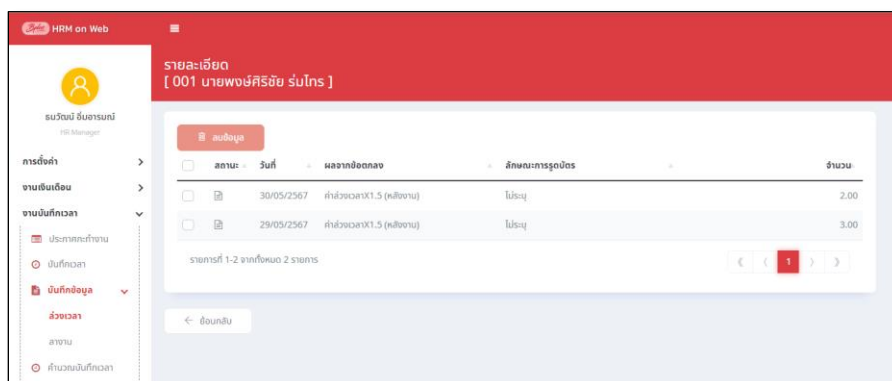 HRM on Web
รายละเอียด
[ 001 นายพงษ์ศิริชัย ร่มไทร ]
ธนวัฒน์ อิ่มอารมณ์
HR Manager
ลบข้อมูล
การตั้งค่า
งานเงินเดือน
งานบันทึกเวลา
ประกาศกะทำงาน
บันทึกเวลา
บันทึกข้อมูล
ล่วงเวลา
ลางาน
คำนวณบันทึกเวลา
สถานะ วันที่ ผลจากข้อตกลง ลักษณะการรูดบัตร จำนวน
30/05/2567 ค่าล่วงเวลาX1.5 (หลังงาน) ไม่ระบุ 2.00
29/05/2567 ค่าล่วงเวลาX1.5 (หลังงาน) ไม่ระบุ 3.00
รายการที่ 1-2 จากทั้งหมด 2 รายการ
1
ย้อนกลับ